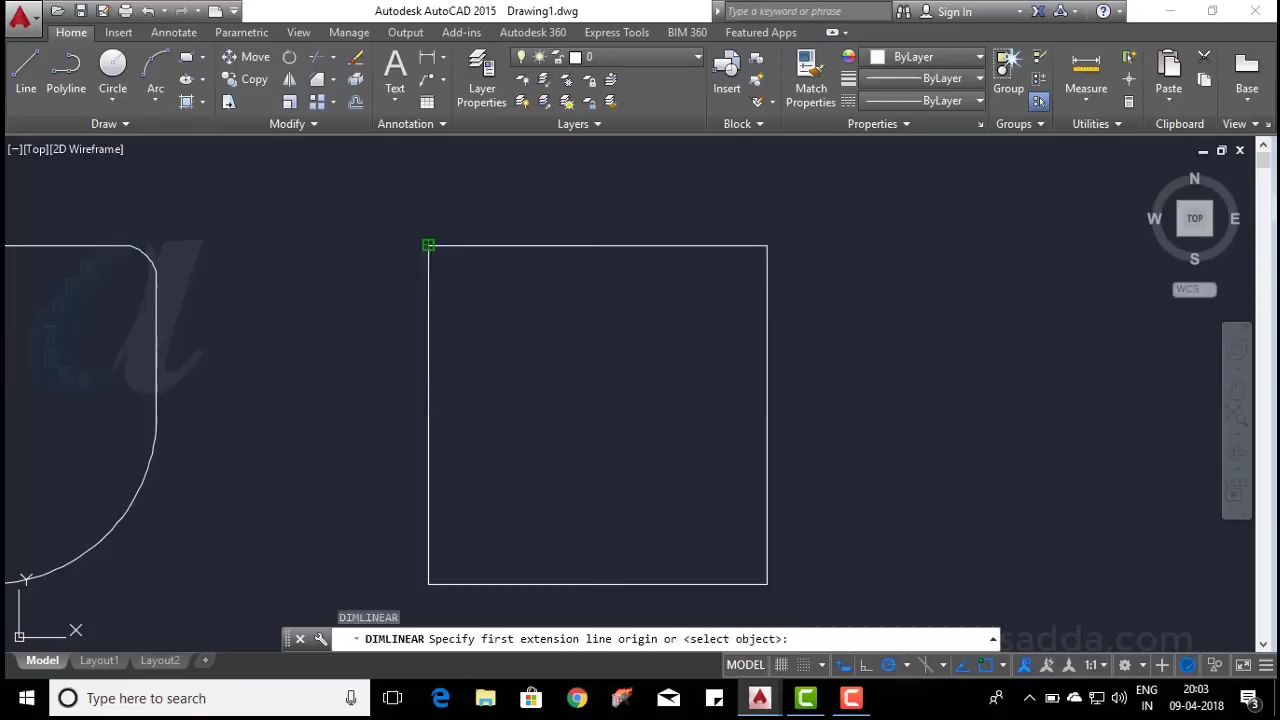 Autodesk AutoCAD 2015 Drawing1.dwg
Type a keyword or phrase
Sign In
Home Insert Annotate Parametric View Manage Output Add-ins Autodesk 360 Express Tools BIM 360 Featured Apps
Line Polyline Circle Arc
Move
Copy
Text
Layer Properties
0
Insert
Match Properties
ByLayer
ByLayer
ByLayer
Group
Measure
Paste
Base
Draw Modify Annotation Layers Block Properties Groups Utilities Clipboard View
[−][Top][2D Wireframe]
N
W TOP E
S
WCS
Y
X
DIMLINEAR
DIMLINEAR Specify first extension line origin or <select object>:
sadda.com
Model Layout1 Layout2 +
MODEL 1:1
Type here to search
ENG 20:03
IN 09-04-2018
3